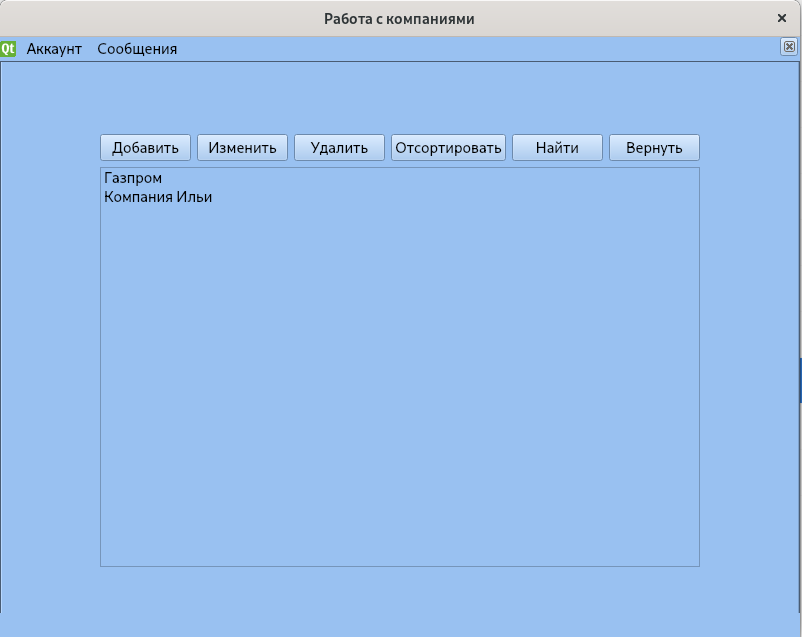 Работа с компаниями
Qt Аккаунт Сообщения
Добавить Изменить Удалить Отсортировать Найти Вернуть
Газпром
Компания Ильи